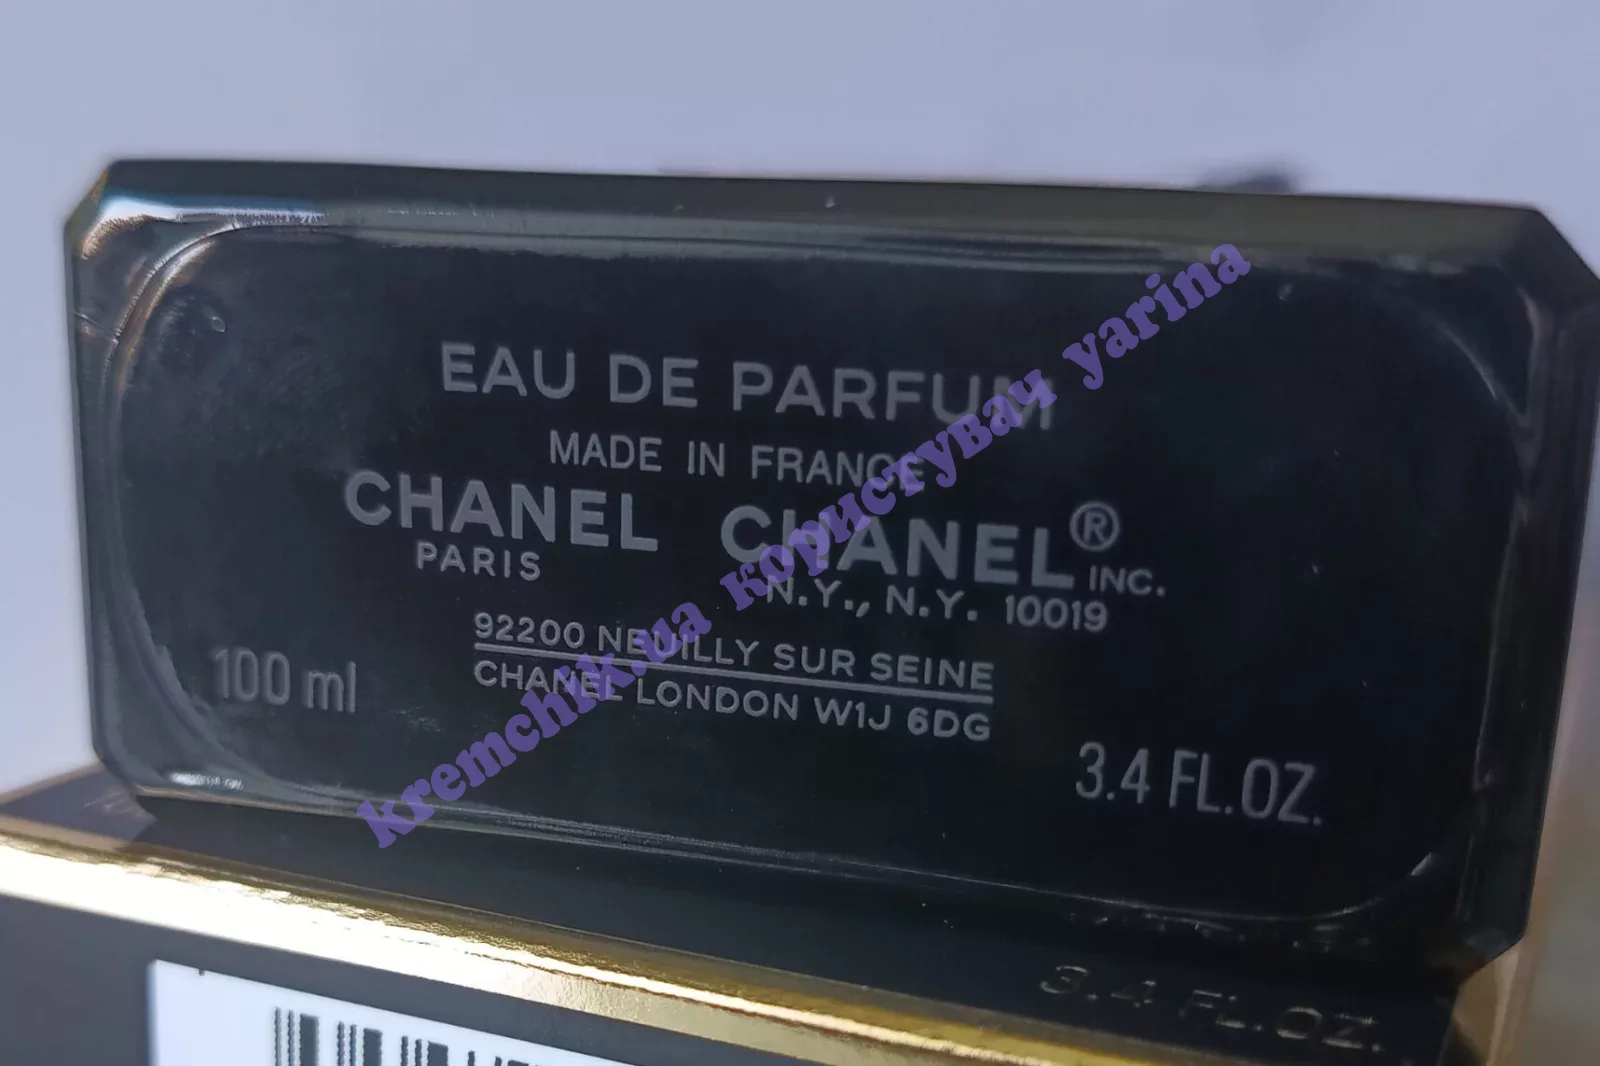 EAU DE PARFUM
MADE IN FRANCE
CHANEL CHANEL® INC.
PARIS N.Y., N.Y. 10019
92200 NEUILLY SUR SEINE
CHANEL LONDON W1J 6DG
100 ml
3.4 FL.OZ.
3.4 FL.OZ.
kremchik.ua користувач yarina